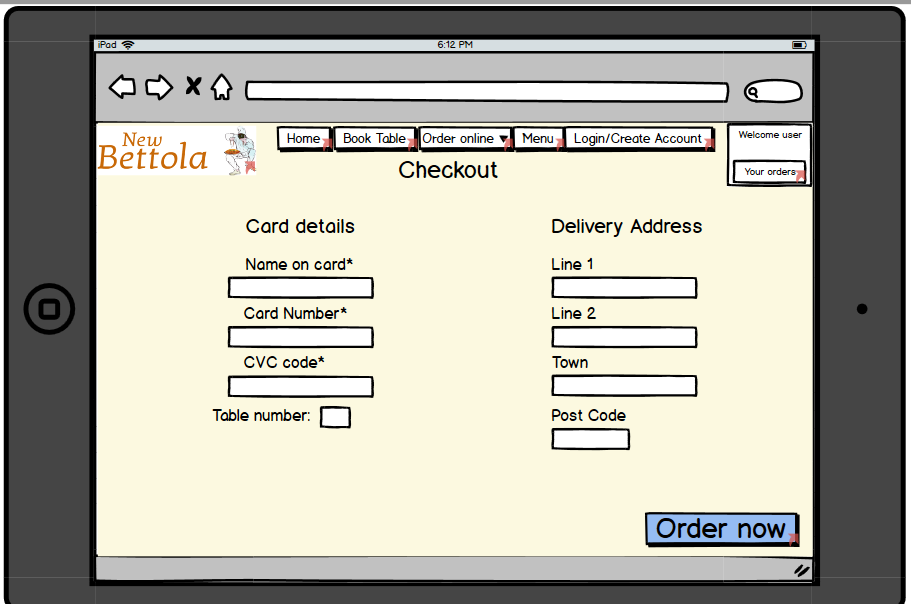 iPad
6:12 PM
New
Bettola
Home
Book Table
Order online ▼
Menu
Login/Create Account
Welcome user
Your orders
Checkout
Card details
Delivery Address
Name on card*
Line 1
Card Number*
Line 2
CVC code*
Town
Table number:
Post Code
Order now